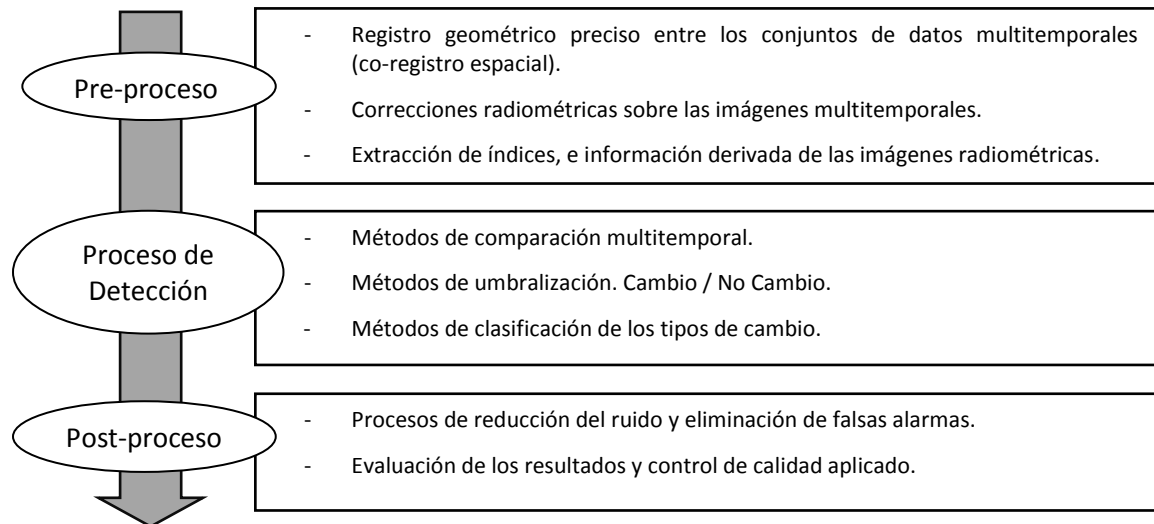 Pre-proceso
- Registro geométrico preciso entre los conjuntos de datos multitemporales
(co-registro espacial).
- Correcciones radiométricas sobre las imágenes multitemporales.
- Extracción de índices, e información derivada de las imágenes radiométricas.
Proceso de
Detección
- Métodos de comparación multitemporal.
- Métodos de umbralización. Cambio / No Cambio.
- Métodos de clasificación de los tipos de cambio.
Post-proceso
- Procesos de reducción del ruido y eliminación de falsas alarmas.
- Evaluación de los resultados y control de calidad aplicado.